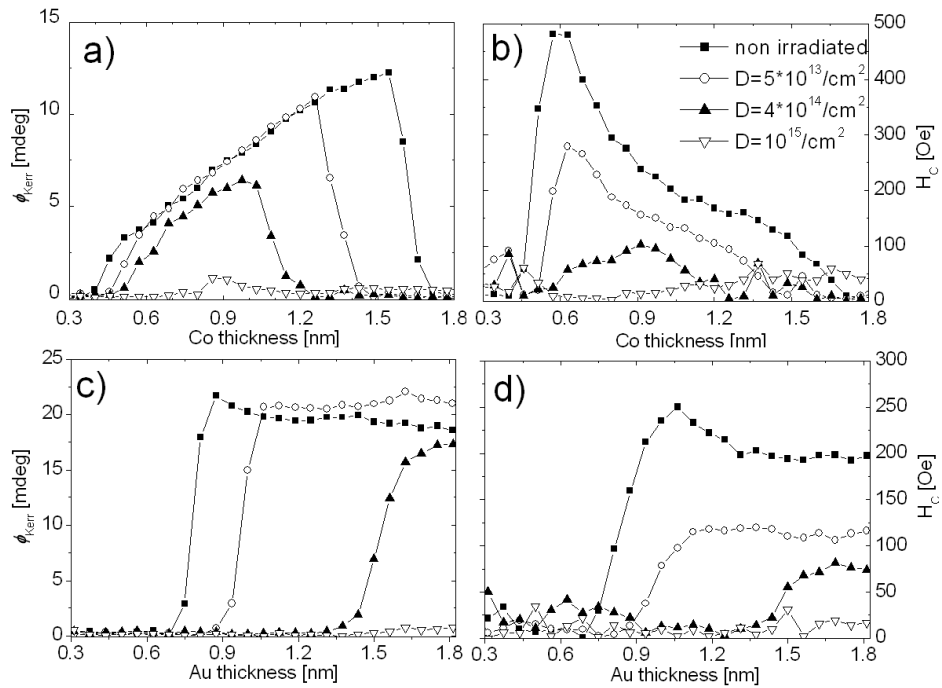 a)
15
10
5
0
ϕKerr [mdeg]
0.3 0.6 0.9 1.2 1.5 1.8
Co thickness [nm]
b)
non irradiated
D=5*10^13/cm^2
D=4*10^14/cm^2
D=10^15/cm^2
500
400
300
200
100
0
HC [Oe]
0.3 0.6 0.9 1.2 1.5 1.8
Co thickness [nm]
c)
25
20
15
10
5
0
ϕKerr [mdeg]
0.3 0.6 0.9 1.2 1.5 1.8
Au thickness [nm]
d)
300
250
200
150
100
50
0
HC [Oe]
0.3 0.6 0.9 1.2 1.5 1.8
Au thickness [nm]